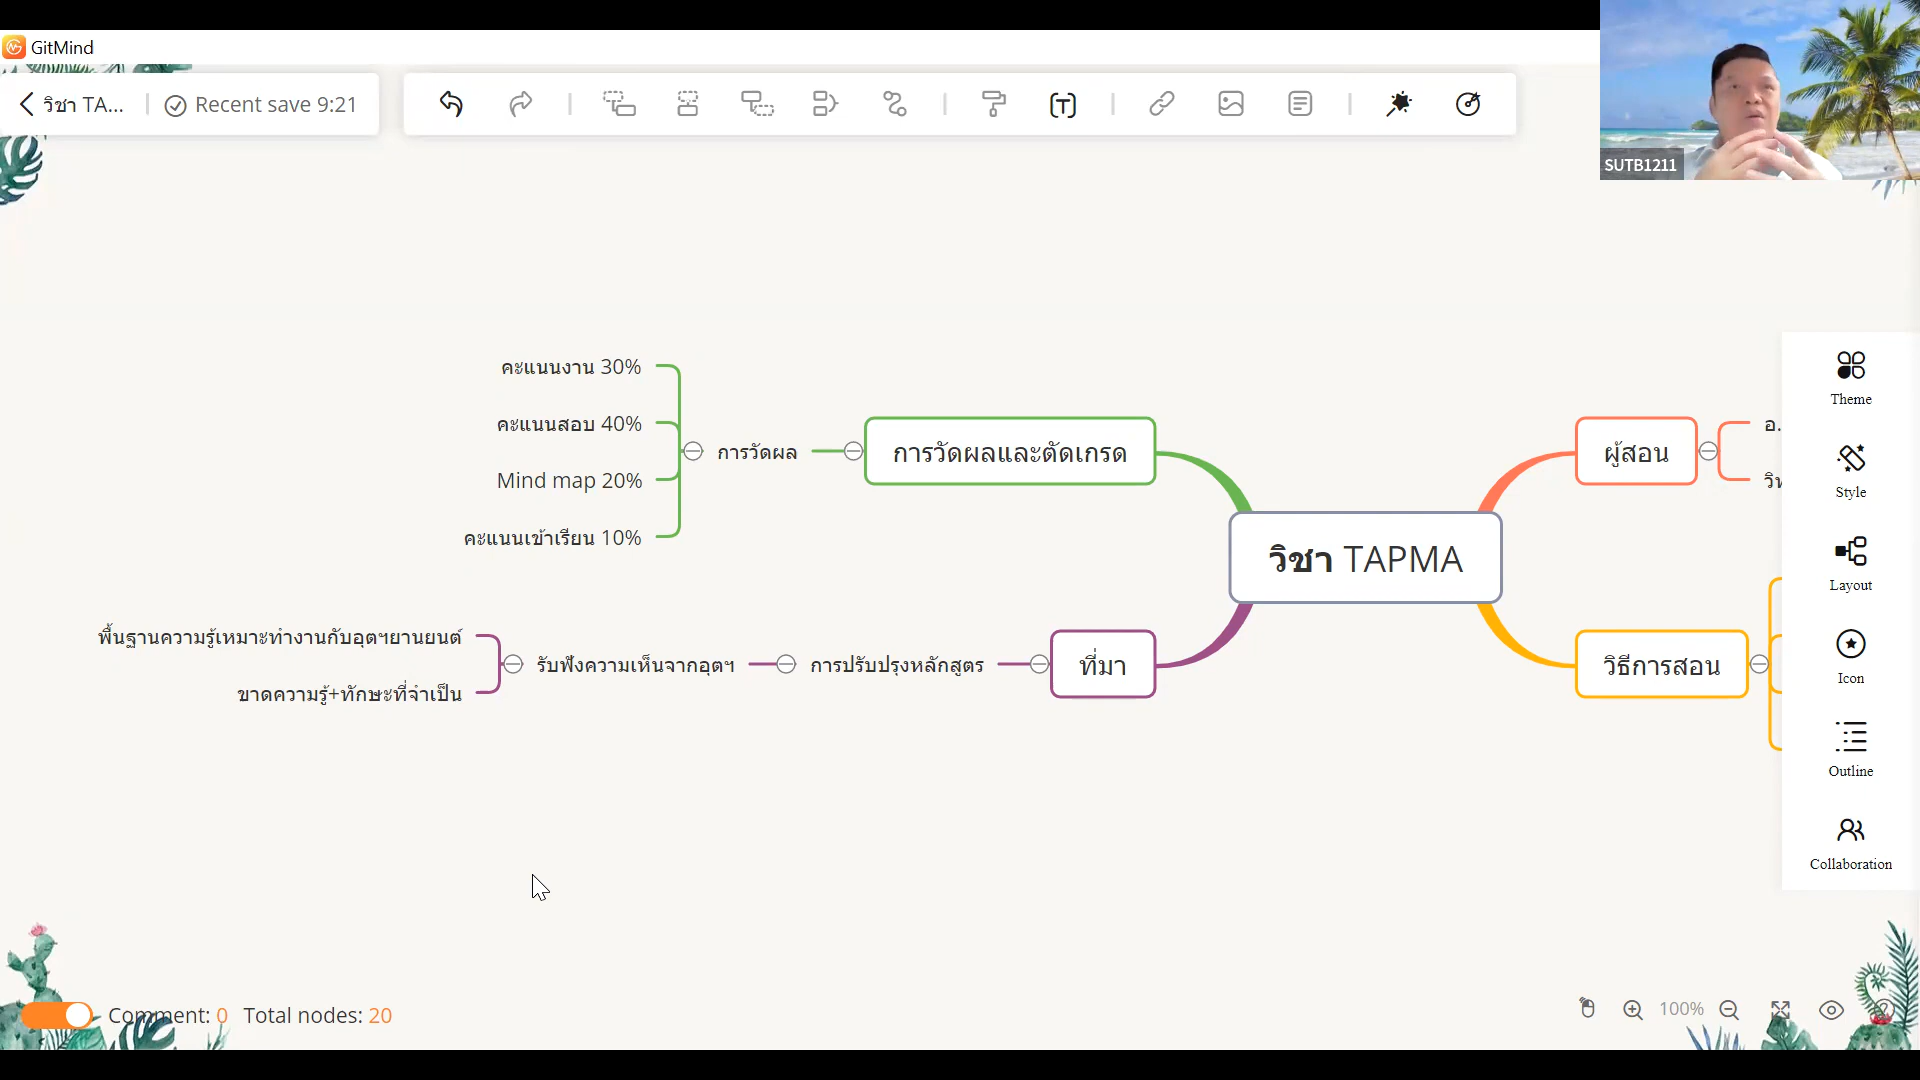 GitMind
วิชา TA...
Recent save 9:21
SUTB1211
คะแนนงาน 30%
คะแนนสอบ 40%
Mind map 20%
คะแนนเข้าเรียน 10%
การวัดผล
การวัดผลและตัดเกรด
ผู้สอน
อ.
วิชา TAPMA
พื้นฐานความรู้เหมาะทำงานกับอุตฯยานยนต์
ขาดความรู้+ทักษะที่จำเป็น
รับฟังความเห็นจากอุตฯ
การปรับปรุงหลักสูตร
ที่มา
วิธีการสอน
Theme
Style
Layout
Icon
Outline
Collaboration
Comment: 0 Total nodes: 20
100%